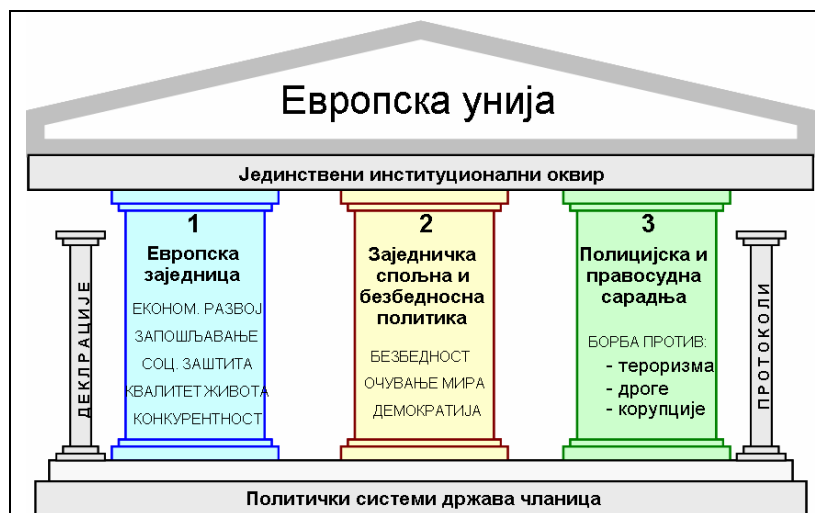 Европска унија
Јединствени институционални оквир
ДЕКЛРАЦИЈЕ
1
Европска
заједница
ЕКОНОМ. РАЗВОЈ
ЗАПОШЉАВАЊЕ
СОЦ. ЗАШТИТА
КВАЛИТЕТ ЖИВОТА
КОНКУРЕНТНОСТ
2
Заједничка
спољна и
безбедносна
политика
БЕЗБЕДНОСТ
ОЧУВАЊЕ МИРА
ДЕМОКРАТИЈА
3
Полицијска и
правосудна
сарадња
БОРБА ПРОТИВ:
- тероризма
- дроге
- корупције
ПРОТОКОЛИ
Политички системи држава чланица